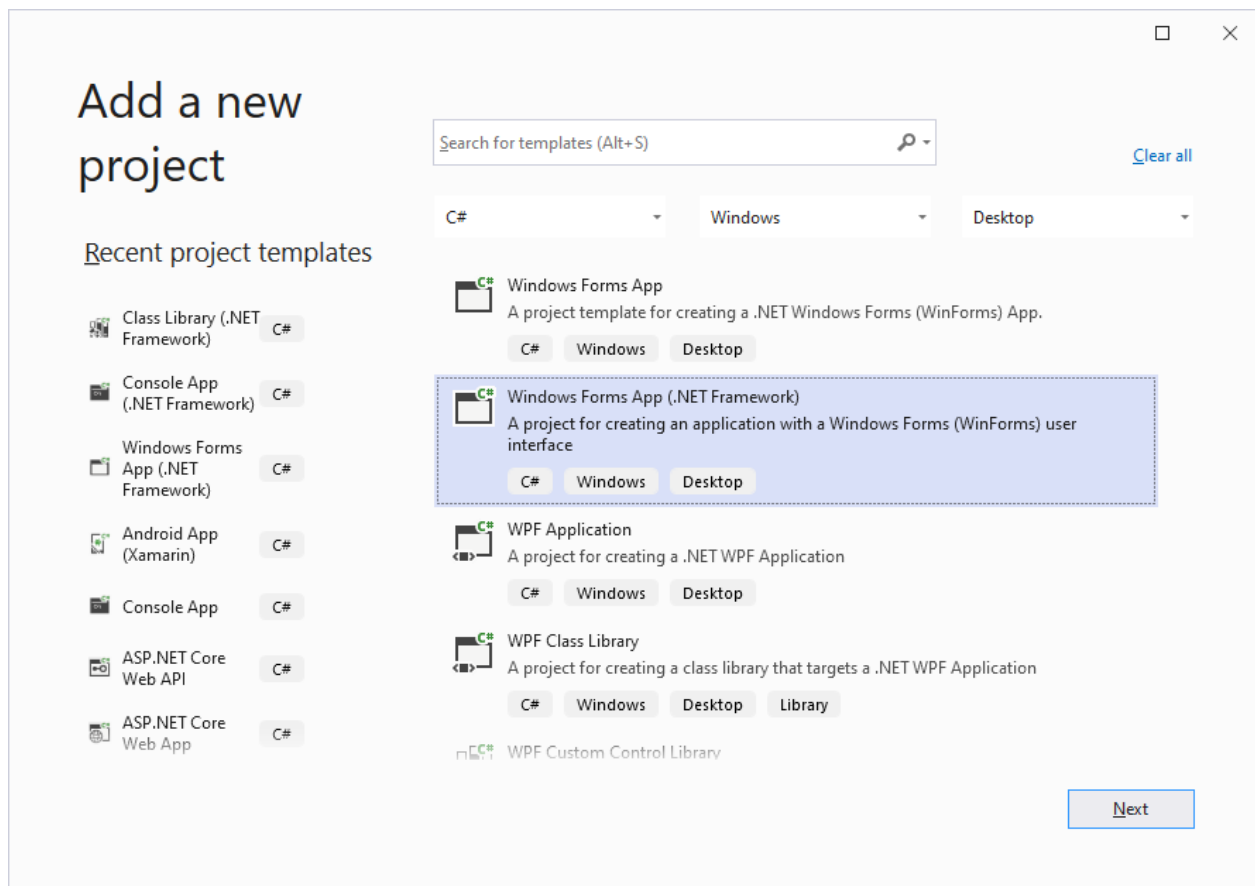 Add a new
project
Search for templates (Alt+S)
Clear all
C#
Windows
Desktop
Recent project templates
Class Library (.NET
Framework)
C#
Console App
(.NET Framework)
C#
Windows Forms
App (.NET
Framework)
C#
Android App
(Xamarin)
C#
Console App
C#
ASP.NET Core
Web API
C#
ASP.NET Core
Web App
C#
Windows Forms App
A project template for creating a .NET Windows Forms (WinForms) App.
C# Windows Desktop
Windows Forms App (.NET Framework)
A project for creating an application with a Windows Forms (WinForms) user
interface
C# Windows Desktop
WPF Application
A project for creating a .NET WPF Application
C# Windows Desktop
WPF Class Library
A project for creating a class library that targets a .NET WPF Application
C# Windows Desktop Library
WPF Custom Control Library
Next